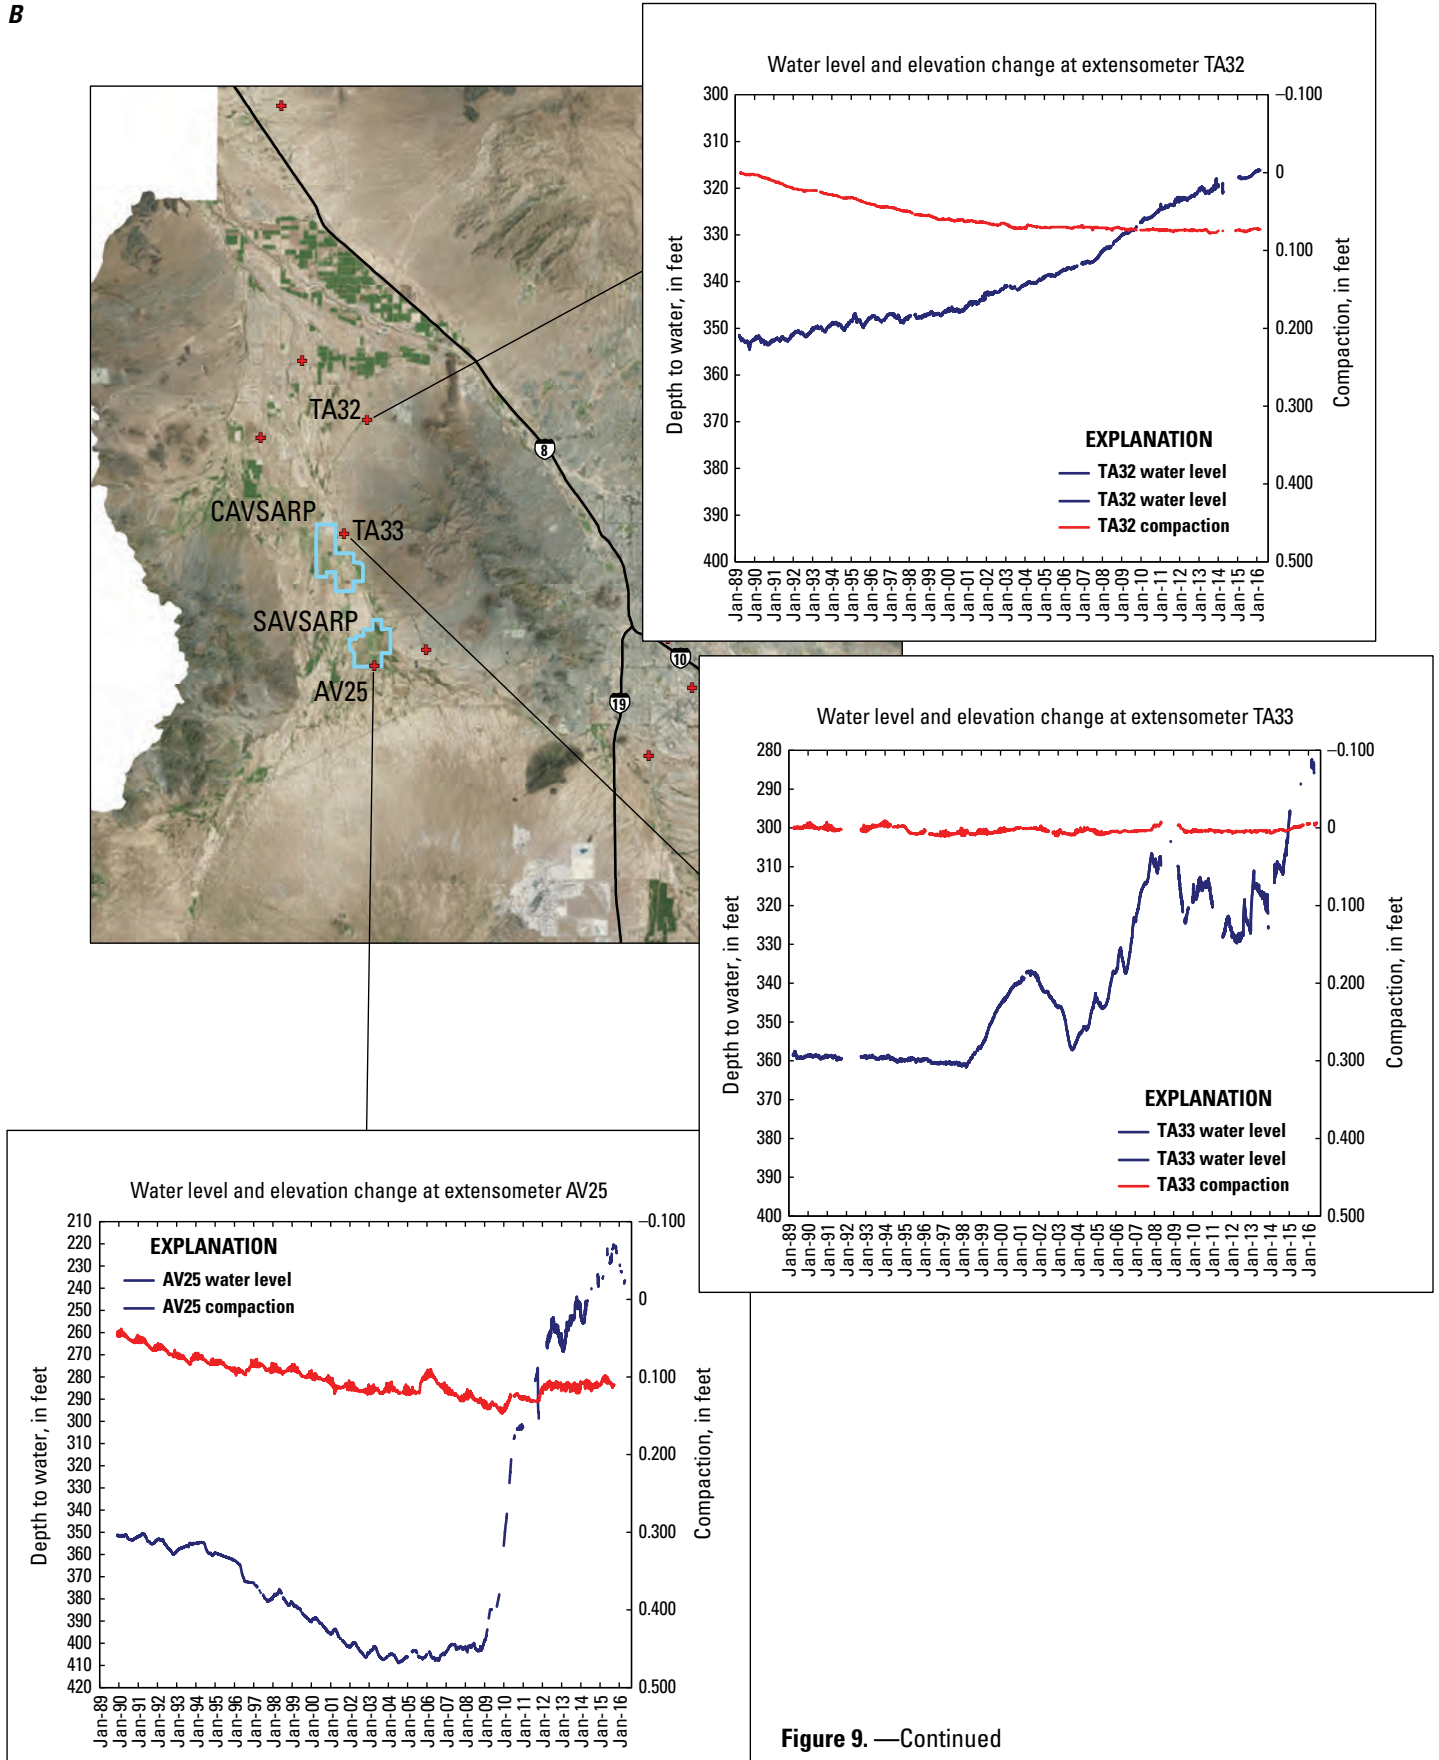 B
Water level and elevation change at extensometer TA32
300
310
320
330
340
350
360
370
380
390
400
Depth to water, in feet
–0.100
0
0.100
0.200
0.300
0.400
0.500
Compaction, in feet
EXPLANATION
TA32 water level
TA32 water level
TA32 compaction
Jan-89
Jan-90
Jan-91
Jan-92
Jan-93
Jan-94
Jan-95
Jan-96
Jan-97
Jan-98
Jan-99
Jan-00
Jan-01
Jan-02
Jan-03
Jan-04
Jan-05
Jan-06
Jan-07
Jan-08
Jan-09
Jan-10
Jan-11
Jan-12
Jan-13
Jan-14
Jan-15
Jan-16
TA32
8
CAVSARP
TA33
SAVSARP
AV25
10
19
Water level and elevation change at extensometer TA33
280
290
300
310
320
330
340
350
360
370
380
390
400
Depth to water, in feet
–0.100
0
0.100
0.200
0.300
0.400
0.500
Compaction, in feet
EXPLANATION
TA33 water level
TA33 water level
TA33 compaction
Jan-89
Jan-90
Jan-91
Jan-92
Jan-93
Jan-94
Jan-95
Jan-96
Jan-97
Jan-98
Jan-99
Jan-00
Jan-01
Jan-02
Jan-03
Jan-04
Jan-05
Jan-06
Jan-07
Jan-08
Jan-09
Jan-10
Jan-11
Jan-12
Jan-13
Jan-14
Jan-15
Jan-16
Water level and elevation change at extensometer AV25
210
220
230
240
250
260
270
280
290
300
310
320
330
340
350
360
370
380
390
400
410
420
Depth to water, in feet
–0.100
0
0.100
0.200
0.300
0.400
0.500
Compaction, in feet
EXPLANATION
AV25 water level
AV25 compaction
Jan-89
Jan-90
Jan-91
Jan-92
Jan-93
Jan-94
Jan-95
Jan-96
Jan-97
Jan-98
Jan-99
Jan-00
Jan-01
Jan-02
Jan-03
Jan-04
Jan-05
Jan-06
Jan-07
Jan-08
Jan-09
Jan-10
Jan-11
Jan-12
Jan-13
Jan-14
Jan-15
Jan-16
Figure 9. —Continued